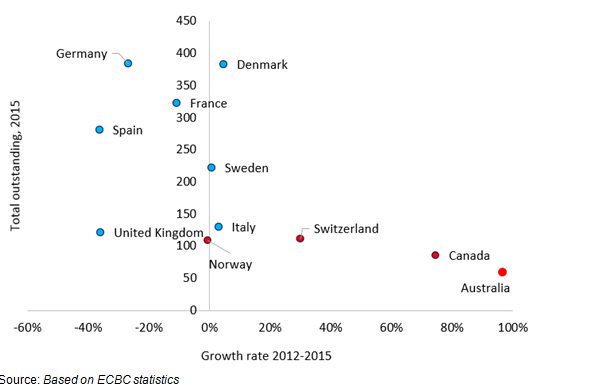 450
400
350
300
250
200
150
100
50
0
Total outstanding, 2015
Germany
Denmark
France
Spain
Sweden
United Kingdom
Italy
Switzerland
Norway
Canada
Australia
-60% -40% -20% 0% 20% 40% 60% 80% 100%
Growth rate 2012-2015
Source: Based on ECBC statistics